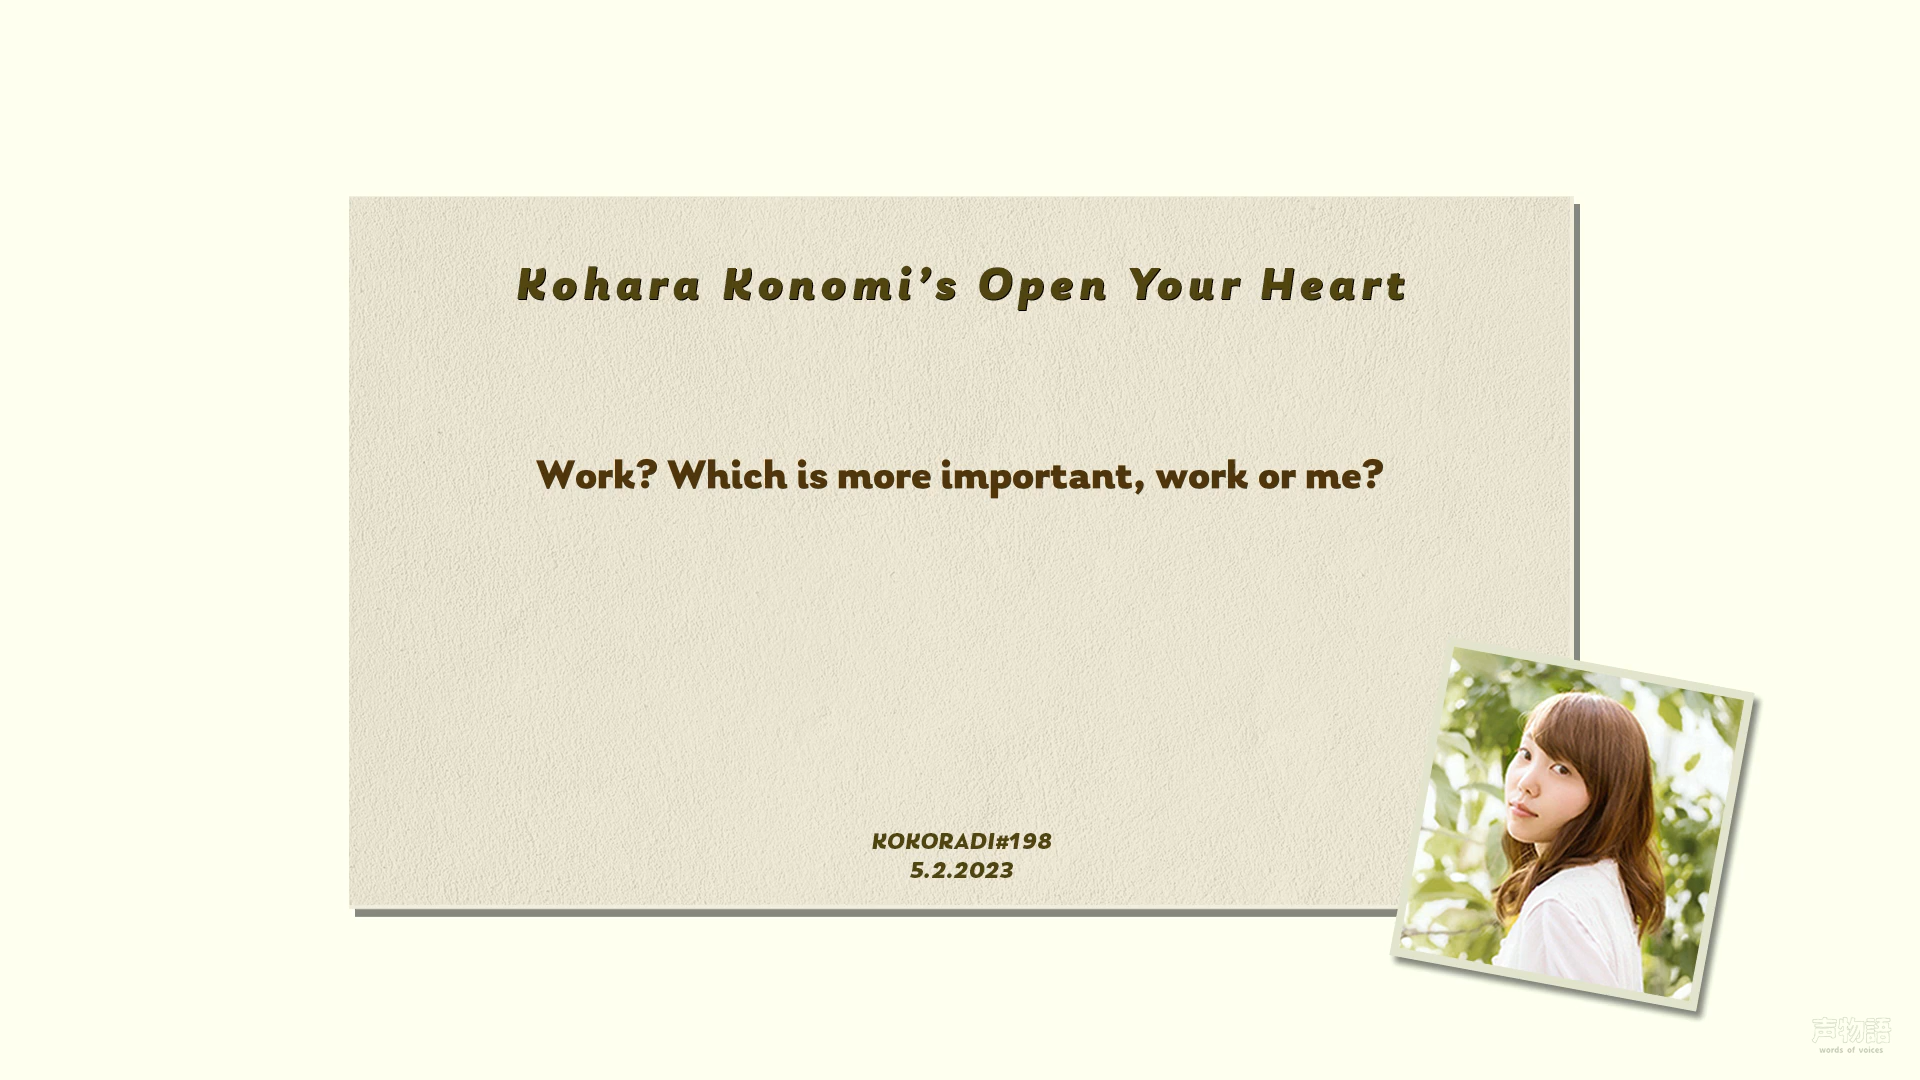 Kohara Konomi’s Open Your Heart
Work? Which is more important, work or me?
KOKORADI#198
5.2.2023
声物語
words of voices